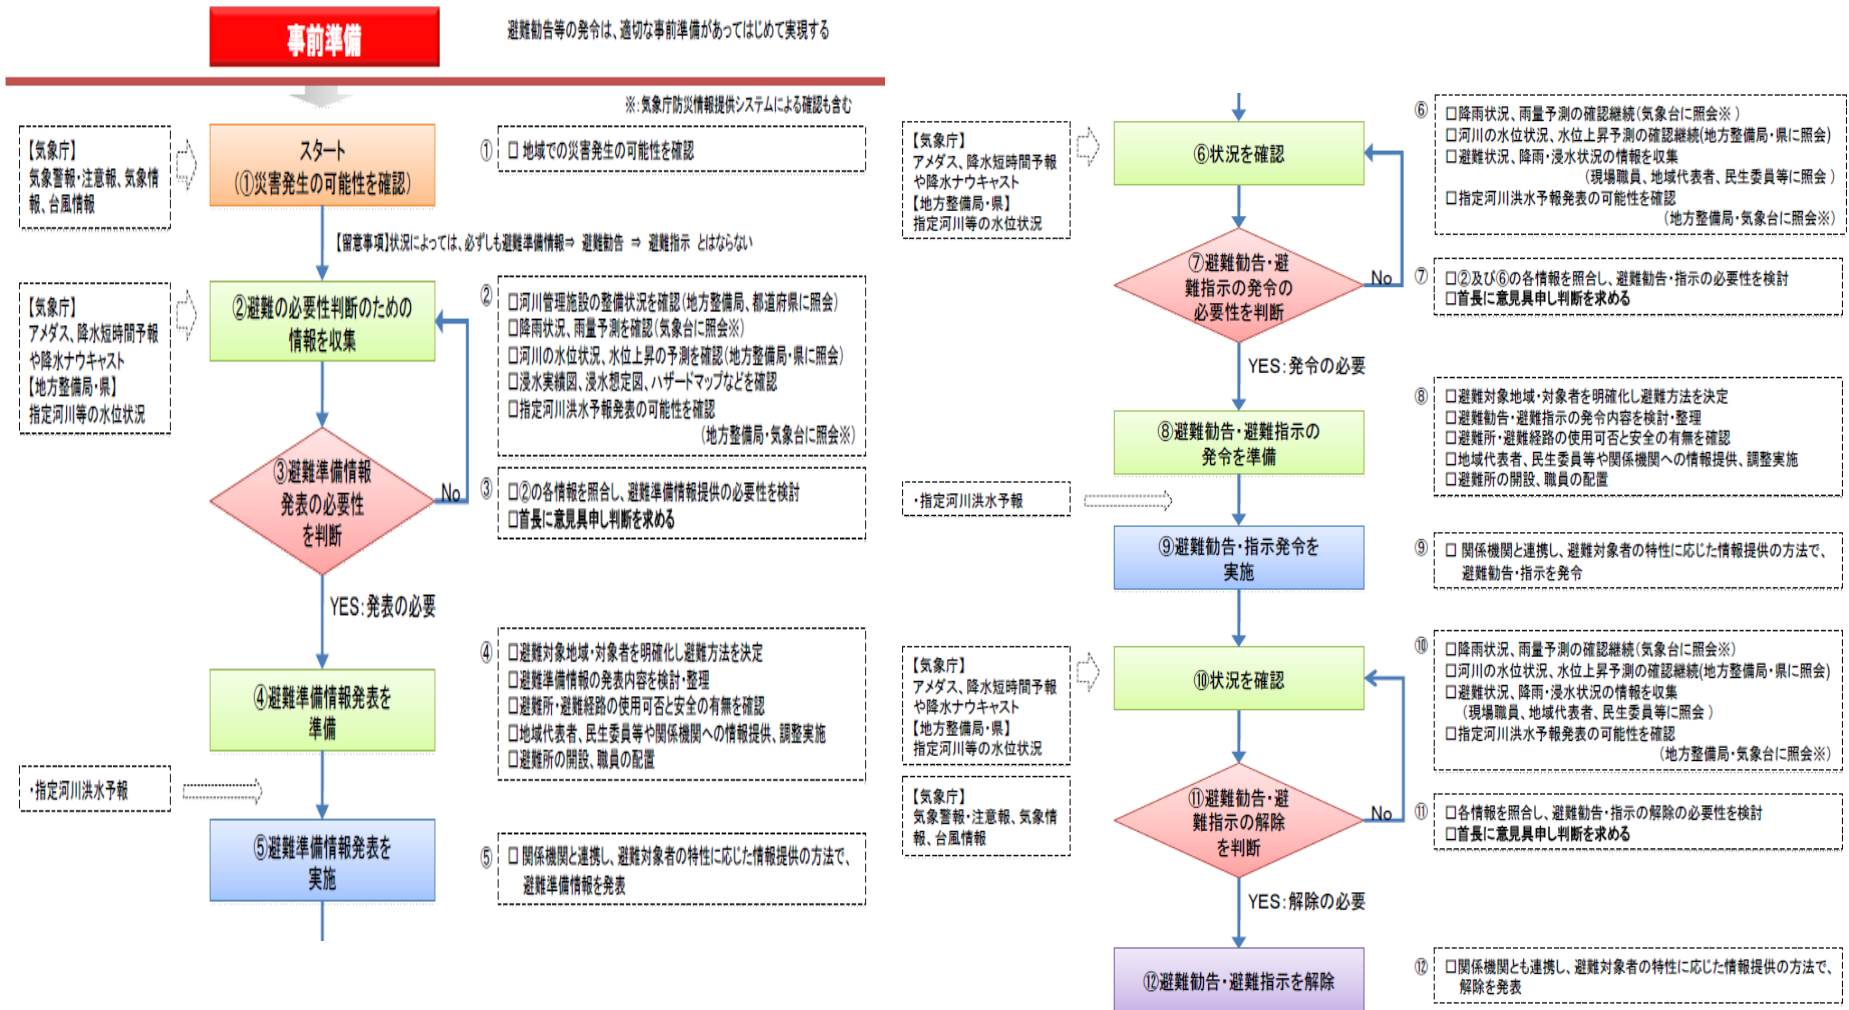 事前準備
避難勧告等の発令は、適切な事前準備があってはじめて実現する
※：気象庁防災情報提供システムによる確認も含む
【気象庁】
気象警報・注意報、気象情
報、台風情報
スタート
（①災害発生の可能性を確認）
①
□ 地域での災害発生の可能性を確認
【留意事項】状況によっては、必ずしも避難準備情報⇒ 避難勧告 ⇒ 避難指示 とはならない
【気象庁】
アメダス、降水短時間予報
や降水ナウキャスト
【地方整備局・県】
指定河川等の水位状況
②避難の必要性判断のための
情報を収集
②
□河川管理施設の整備状況を確認（地方整備局、都道府県に照会）
□降雨状況、雨量予測を確認（気象台に照会※）
□河川の水位状況、水位上昇の予測を確認（地方整備局・県に照会）
□浸水実績図、浸水想定図、ハザードマップなどを確認
□指定河川洪水予報発表の可能性を確認
（地方整備局・気象台に照会※）
③避難準備情報
発表の必要性
を判断
No
③
□②の各情報を照合し、避難準備情報提供の必要性を検討
□首長に意見具申し判断を求める
YES：発表の必要
④避難準備情報発表を
準備
④
□避難対象地域・対象者を明確化し避難方法を決定
□避難準備情報の発表内容を検討・整理
□避難所・避難経路の使用可否と安全の有無を確認
□地域代表者、民生委員等や関係機関への情報提供、調整実施
□避難所の開設、職員の配置
・指定河川洪水予報
⑤避難準備情報発表を
実施
⑤
□ 関係機関と連携し、避難対象者の特性に応じた情報提供の方法で、
避難準備情報を発表
【気象庁】
アメダス、降水短時間予報
や降水ナウキャスト
【地方整備局・県】
指定河川等の水位状況
⑥状況を確認
⑥
□降雨状況、雨量予測の確認継続（気象台に照会※ ）
□河川の水位状況、水位上昇予測の確認継続(地方整備局・県に照会)
□避難状況、降雨・浸水状況の情報を収集
（現場職員、地域代表者、民生委員等に照会 ）
□指定河川洪水予報発表の可能性を確認
（地方整備局・気象台に照会※）
⑦避難勧告・避
難指示の発令の
必要性を判断
No
⑦
□②及び⑥の各情報を照合し、避難勧告・指示の必要性を検討
□首長に意見具申し判断を求める
YES：発令の必要
⑧避難勧告・避難指示の
発令を準備
⑧
□避難対象地域・対象者を明確化し避難方法を決定
□避難勧告・避難指示の発令内容を検討・整理
□避難所・避難経路の使用可否と安全の有無を確認
□地域代表者、民生委員等や関係機関への情報提供、調整実施
□避難所の開設、職員の配置
・指定河川洪水予報
⑨避難勧告・指示発令を
実施
⑨
□ 関係機関と連携し、避難対象者の特性に応じた情報提供の方法で、
避難勧告・指示を発令
【気象庁】
アメダス、降水短時間予報
や降水ナウキャスト
【地方整備局・県】
指定河川等の水位状況
⑩状況を確認
⑩
□降雨状況、雨量予測の確認継続（気象台に照会※）
□河川の水位状況、水位上昇予測の確認継続(地方整備局・県に照会)
□避難状況、降雨・浸水状況の情報を収集
（現場職員、地域代表者、民生委員等に照会 ）
□指定河川洪水予報発表の可能性を確認
（地方整備局・気象台に照会※）
【気象庁】
気象警報・注意報、気象情
報、台風情報
⑪避難勧告・避
難指示の解除
を判断
No
⑪
□各情報を照合し、避難勧告・指示の解除の必要性を検討
□首長に意見具申し判断を求める
YES：解除の必要
⑫避難勧告・避難指示を解除
⑫
□関係機関とも連携し、避難対象者の特性に応じた情報提供の方法で、
解除を発表